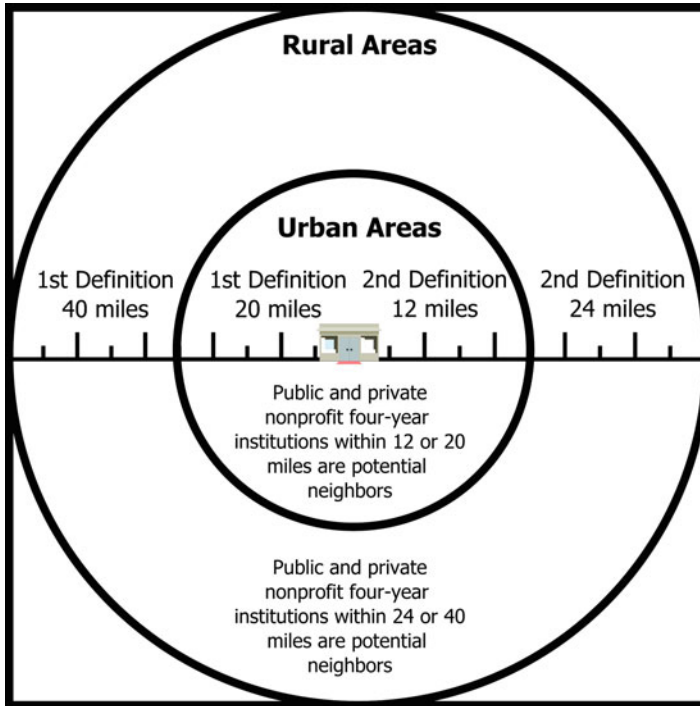 Rural Areas
Urban Areas
1st Definition
40 miles
1st Definition
20 miles
2nd Definition
12 miles
2nd Definition
24 miles
Public and private
nonprofit four-year
institutions within 12 or 20
miles are potential
neighbors
Public and private
nonprofit four-year
institutions within 24 or 40
miles are potential
neighbors